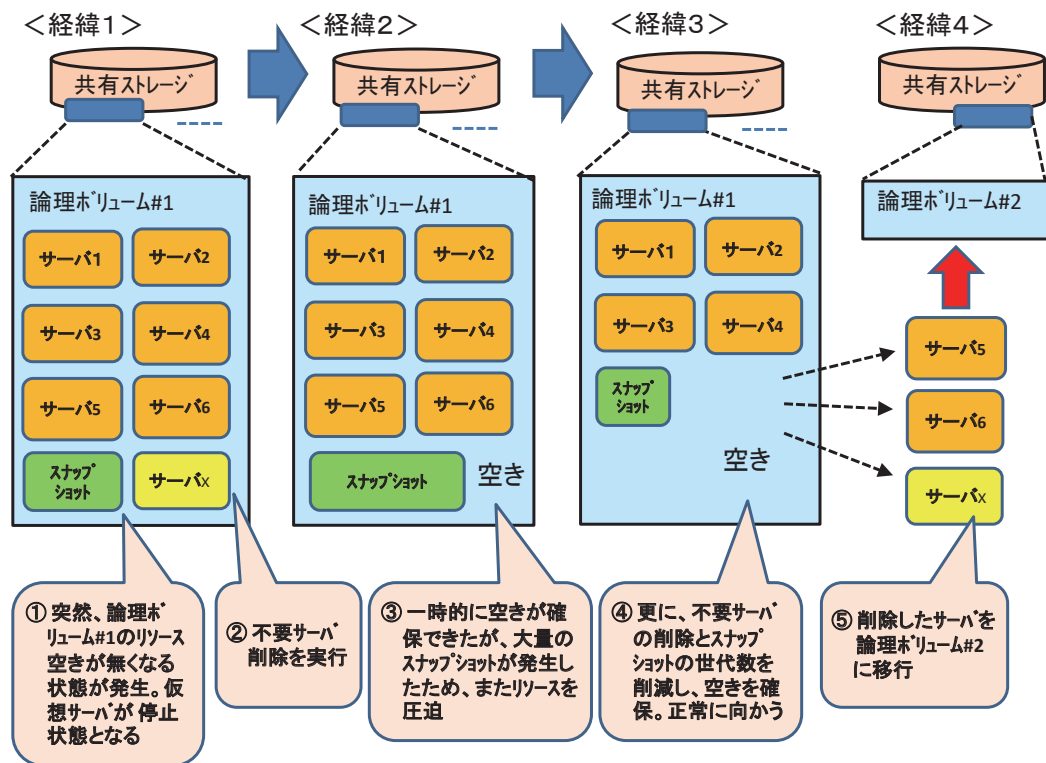 ＜経緯1＞
共有ストレージ
論理ボリューム#1
サーバ1
サーバ2
サーバ3
サーバ4
サーバ5
サーバ6
スナップ
ショット
サーバx
① 突然、論理ボ
リューム#1のリソース
空きが無くなる
状態が発生。仮
想サーバが 停止
状態となる
② 不要サーバ
削除を実行
＜経緯2＞
共有ストレージ
論理ボリューム#1
サーバ1
サーバ2
サーバ3
サーバ4
サーバ5
サーバ6
スナップショット
空き
③ 一時的に空きが確
保できたが、大量の
スナップショットが発生し
たため、またリソースを
圧迫
＜経緯3＞
共有ストレージ
論理ボリューム#1
サーバ1
サーバ2
サーバ3
サーバ4
スナップ
ショット
空き
④ 更に、不要サーバ
の削除とスナップ
ショットの世代数を
削減し、空きを確
保。正常に向かう
＜経緯4＞
共有ストレージ
論理ボリューム#2
サーバ5
サーバ6
サーバx
⑤ 削除したサーバを
論理ボリューム#2
に移行